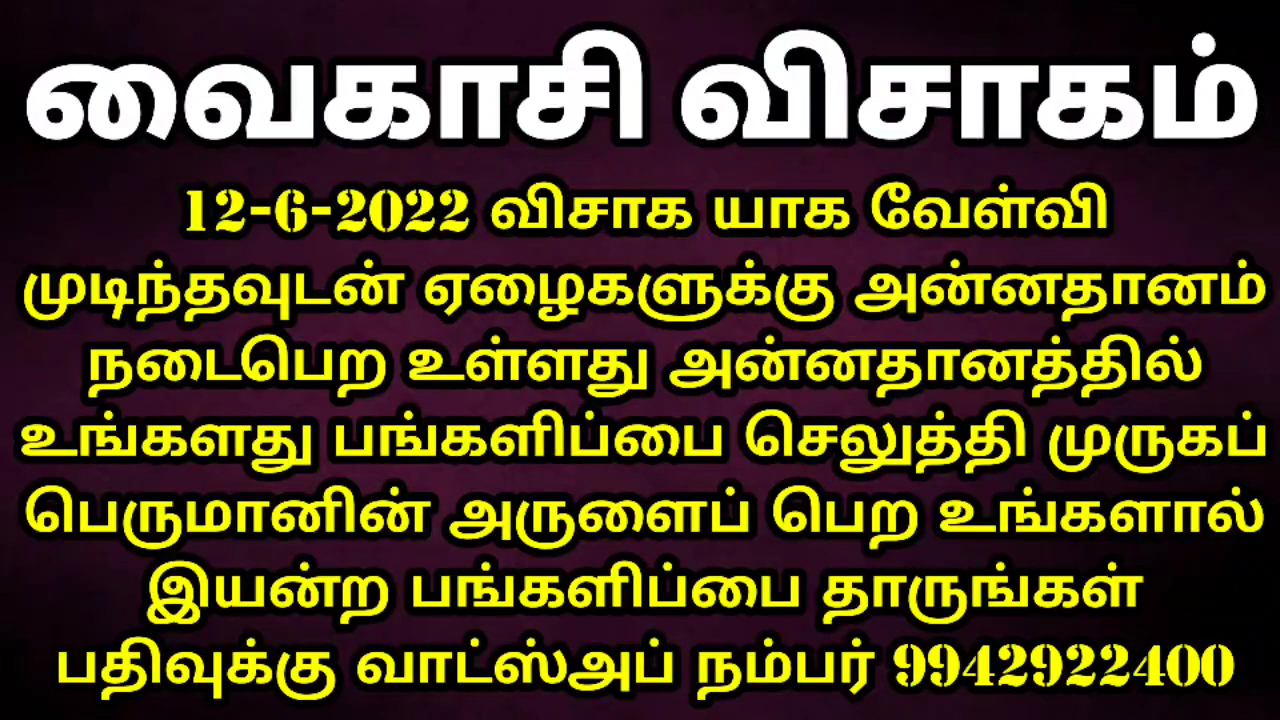 வைகாசி விசாகம்
12-6-2022 விசாக யாக வேள்வி
முடிந்தவுடன் ஏழைகளுக்கு அன்னதானம்
நடைபெற உள்ளது அன்னதானத்தில்
உங்களது பங்களிப்பை செலுத்தி முருகப்
பெருமானின் அருளைப் பெற உங்களால்
இயன்ற பங்களிப்பை தாருங்கள்
பதிவுக்கு வாட்ஸ்அப் நம்பர் 9942922400